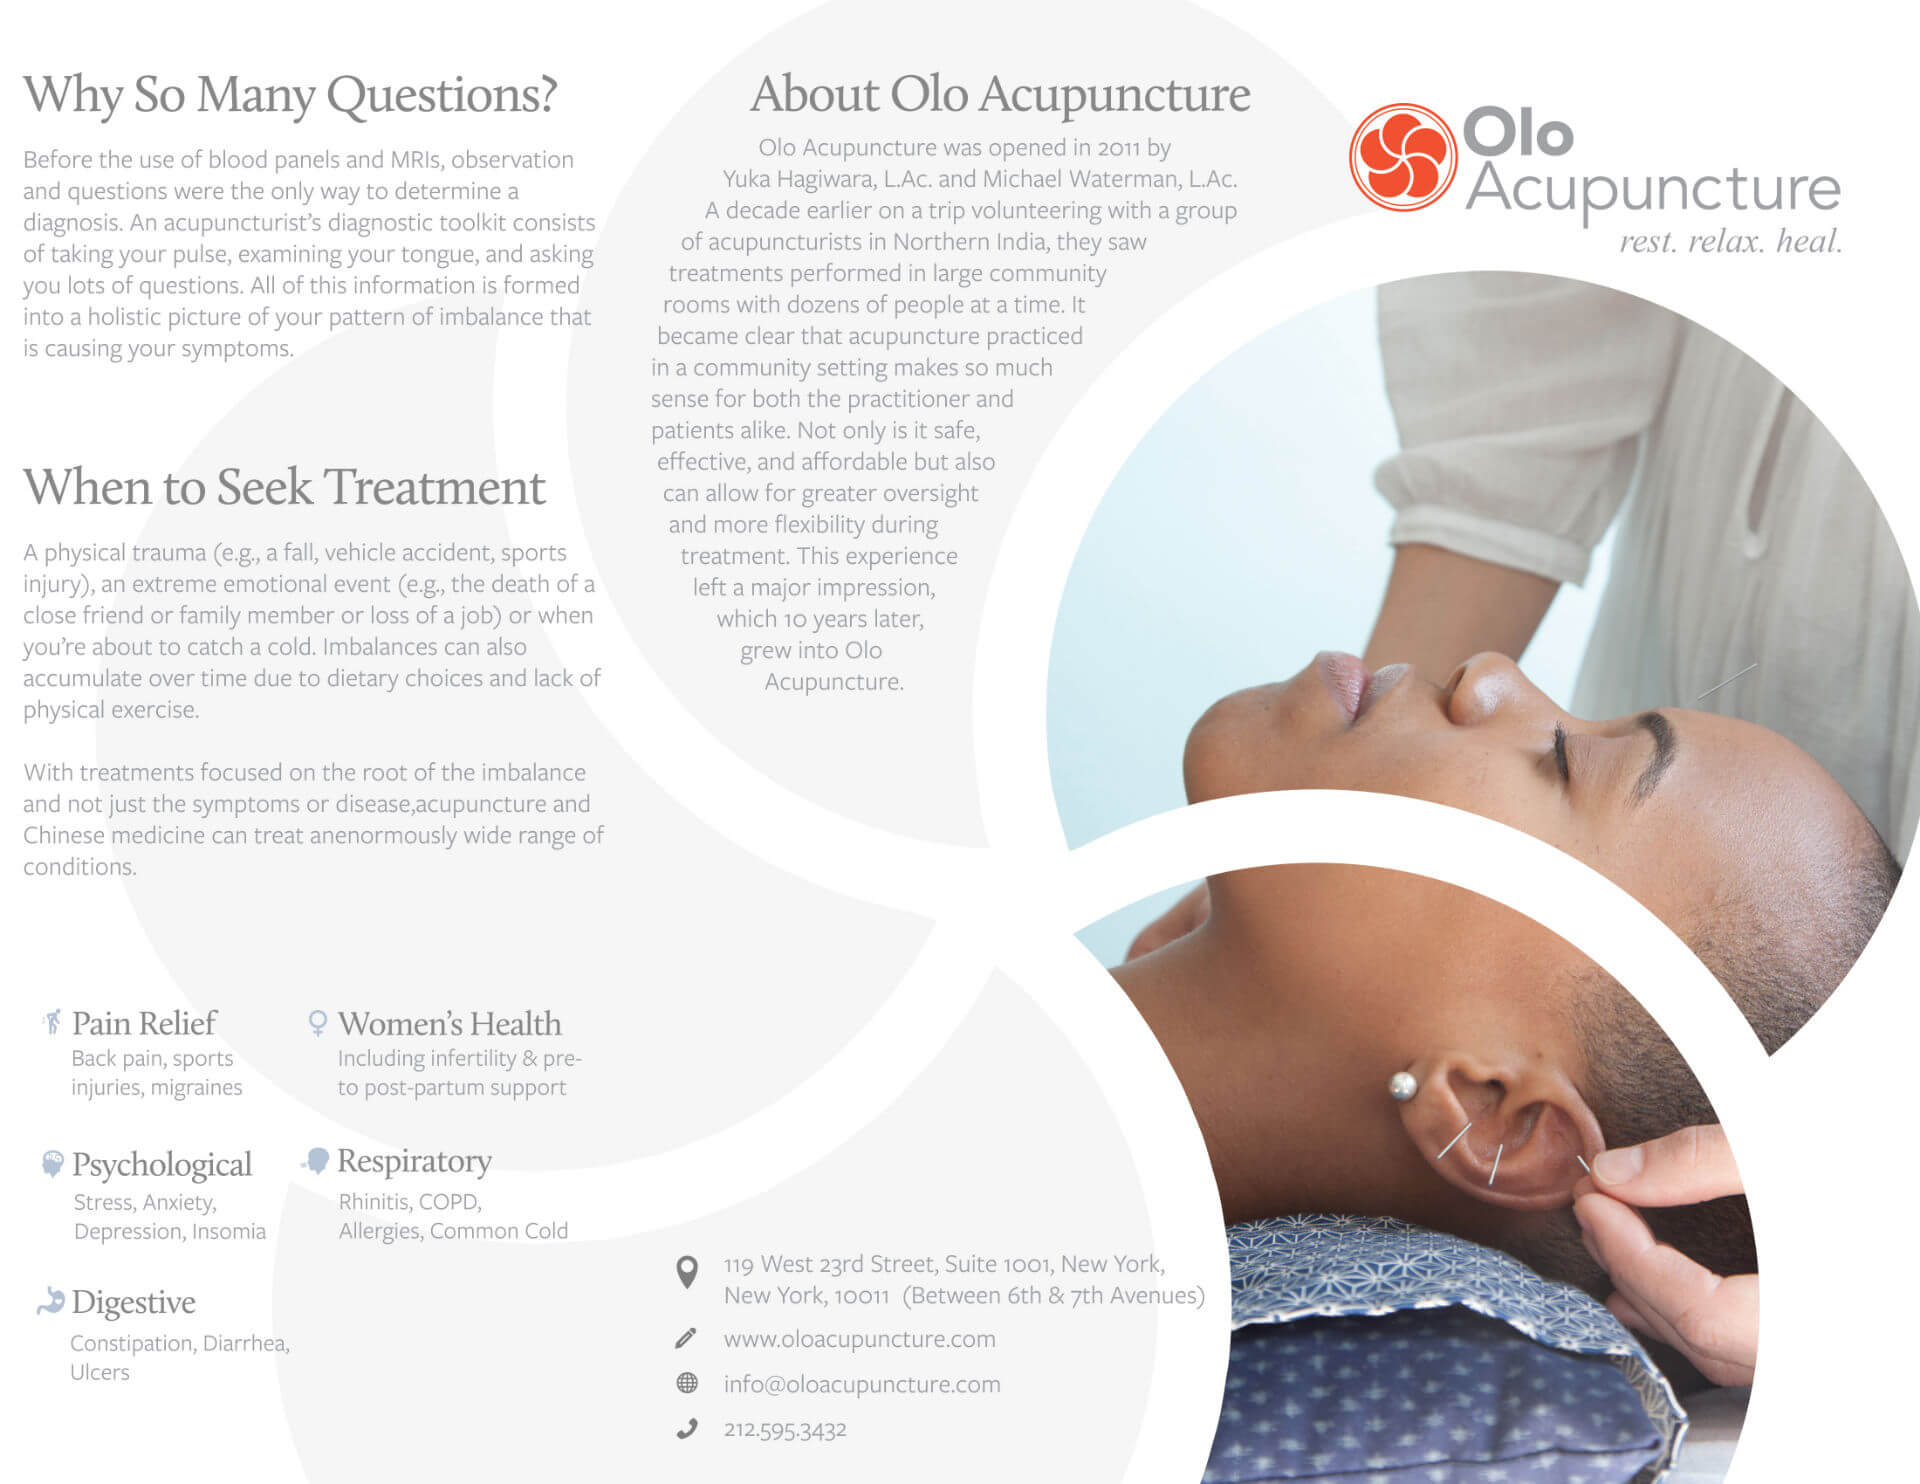 Why So Many Questions?
Before the use of blood panels and MRIs, observation
and questions were the only way to determine a
diagnosis. An acupuncturist’s diagnostic toolkit consists
of taking your pulse, examining your tongue, and asking
you lots of questions. All of this information is formed
into a holistic picture of your pattern of imbalance that
is causing your symptoms.
When to Seek Treatment
A physical trauma (e.g., a fall, vehicle accident, sports
injury), an extreme emotional event (e.g., the death of a
close friend or family member or loss of a job) or when
you’re about to catch a cold. Imbalances can also
accumulate over time due to dietary choices and lack of
physical exercise.
With treatments focused on the root of the imbalance
and not just the symptoms or disease,acupuncture and
Chinese medicine can treat anenormously wide range of
conditions.
Pain Relief
Back pain, sports
injuries, migraines
Women’s Health
Including infertility & pre-
to post-partum support
Psychological
Stress, Anxiety,
Depression, Insomia
Respiratory
Rhinitis, COPD,
Allergies, Common Cold
Digestive
Constipation, Diarrhea,
Ulcers
About Olo Acupuncture
Olo Acupuncture was opened in 2011 by
Yuka Hagiwara, L.Ac. and Michael Waterman, L.Ac.
A decade earlier on a trip volunteering with a group
of acupuncturists in Northern India, they saw
treatments performed in large community
rooms with dozens of people at a time. It
became clear that acupuncture practiced
in a community setting makes so much
sense for both the practitioner and
patients alike. Not only is it safe,
effective, and affordable but also
can allow for greater oversight
and more flexibility during
treatment. This experience
left a major impression,
which 10 years later,
grew into Olo
Acupuncture.
119 West 23rd Street, Suite 1001, New York,
New York, 10011 (Between 6th & 7th Avenues)
www.oloacupuncture.com
info@oloacupuncture.com
212.595.3432
Olo
Acupuncture
rest. relax. heal.